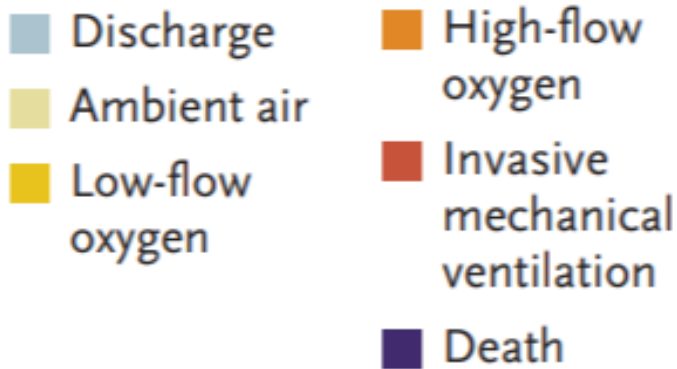 Discharge
Ambient air
Low-flow
oxygen
High-flow
oxygen
Invasive
mechanical
ventilation
Death